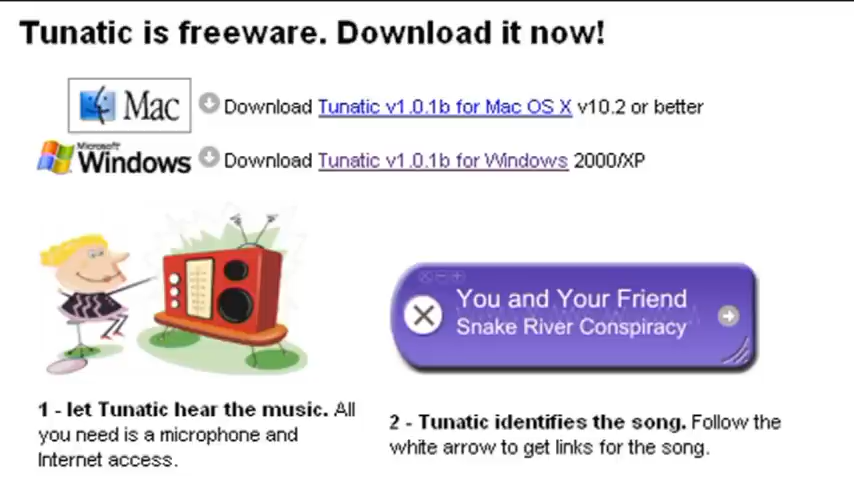 Tunatic is freeware. Download it now!
Mac Download Tunatic v1.0.1b for Mac OS X v10.2 or better
Microsoft
Windows Download Tunatic v1.0.1b for Windows 2000/XP
You and Your Friend
Snake River Conspiracy
1 - let Tunatic hear the music. All
you need is a microphone and
Internet access.
2 - Tunatic identifies the song. Follow the
white arrow to get links for the song.